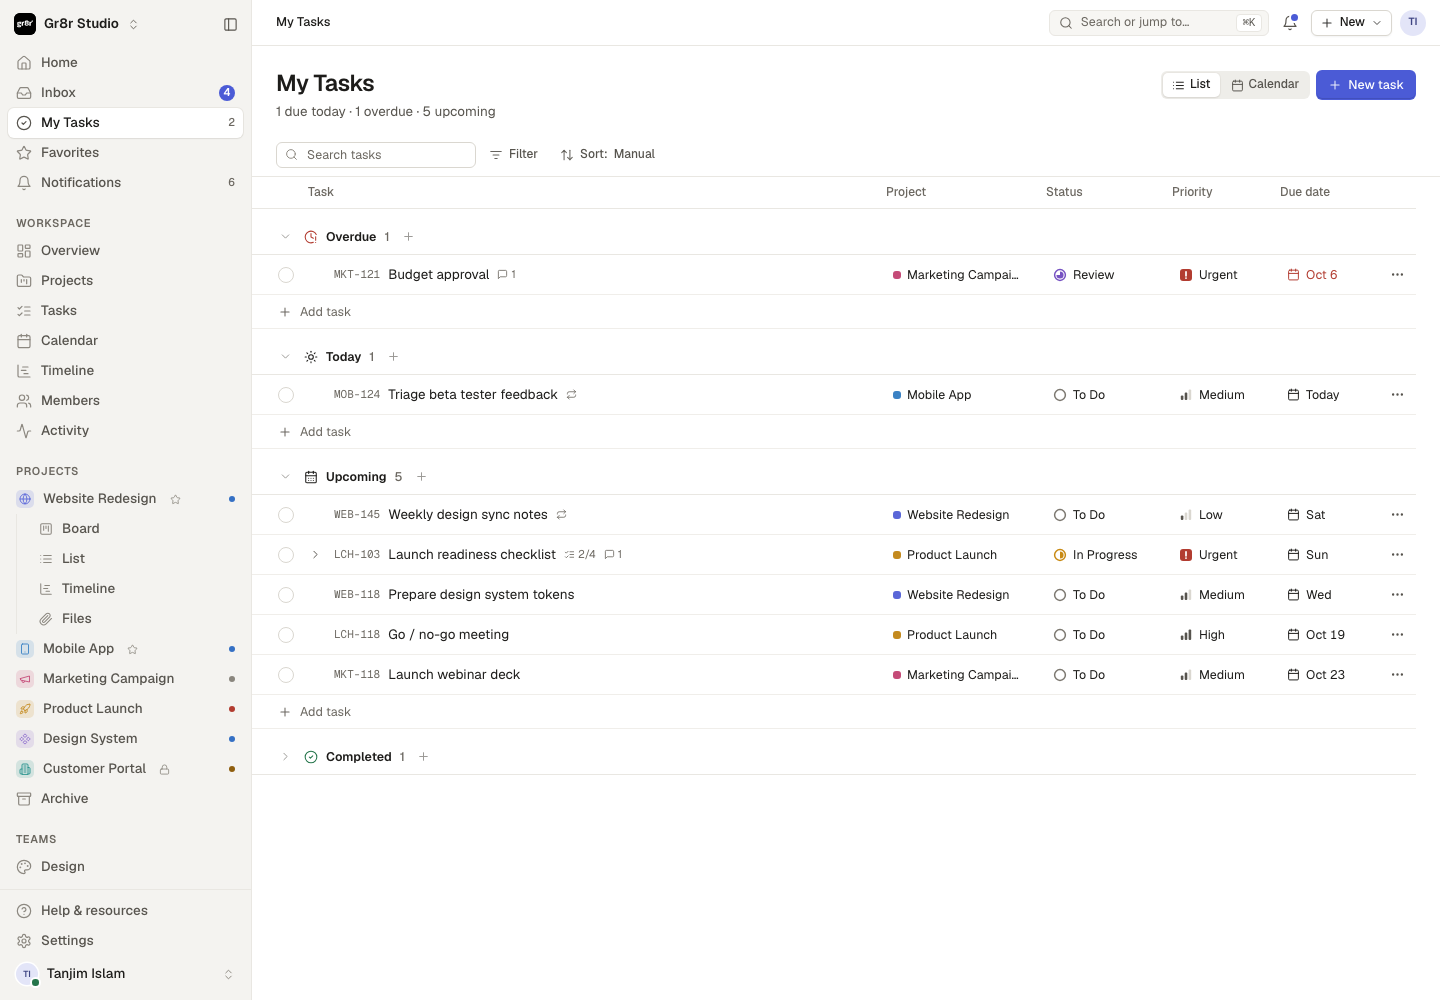 gr8r
Gr8r Studio
Home
Inbox 4
My Tasks 2
Favorites
Notifications 6
WORKSPACE
Overview
Projects
Tasks
Calendar
Timeline
Members
Activity
PROJECTS
Website Redesign
Board
List
Timeline
Files
Mobile App
Marketing Campaign
Product Launch
Design System
Customer Portal
Archive
TEAMS
Design
Help & resources
Settings
TI Tanjim Islam
My Tasks
Search or jump to... ⌘K
New
TI
My Tasks
1 due today · 1 overdue · 5 upcoming
List
Calendar
New task
Search tasks
Filter
Sort: Manual
Task Project Status Priority Due date
Overdue 1
MKT-121 Budget approval 1 Marketing Campai... Review Urgent Oct 6
Add task
Today 1
MOB-124 Triage beta tester feedback Mobile App To Do Medium Today
Add task
Upcoming 5
WEB-145 Weekly design sync notes Website Redesign To Do Low Sat
LCH-103 Launch readiness checklist 2/4 1 Product Launch In Progress Urgent Sun
WEB-118 Prepare design system tokens Website Redesign To Do Medium Wed
LCH-118 Go / no-go meeting Product Launch To Do High Oct 19
MKT-118 Launch webinar deck Marketing Campai... To Do Medium Oct 23
Add task
Completed 1